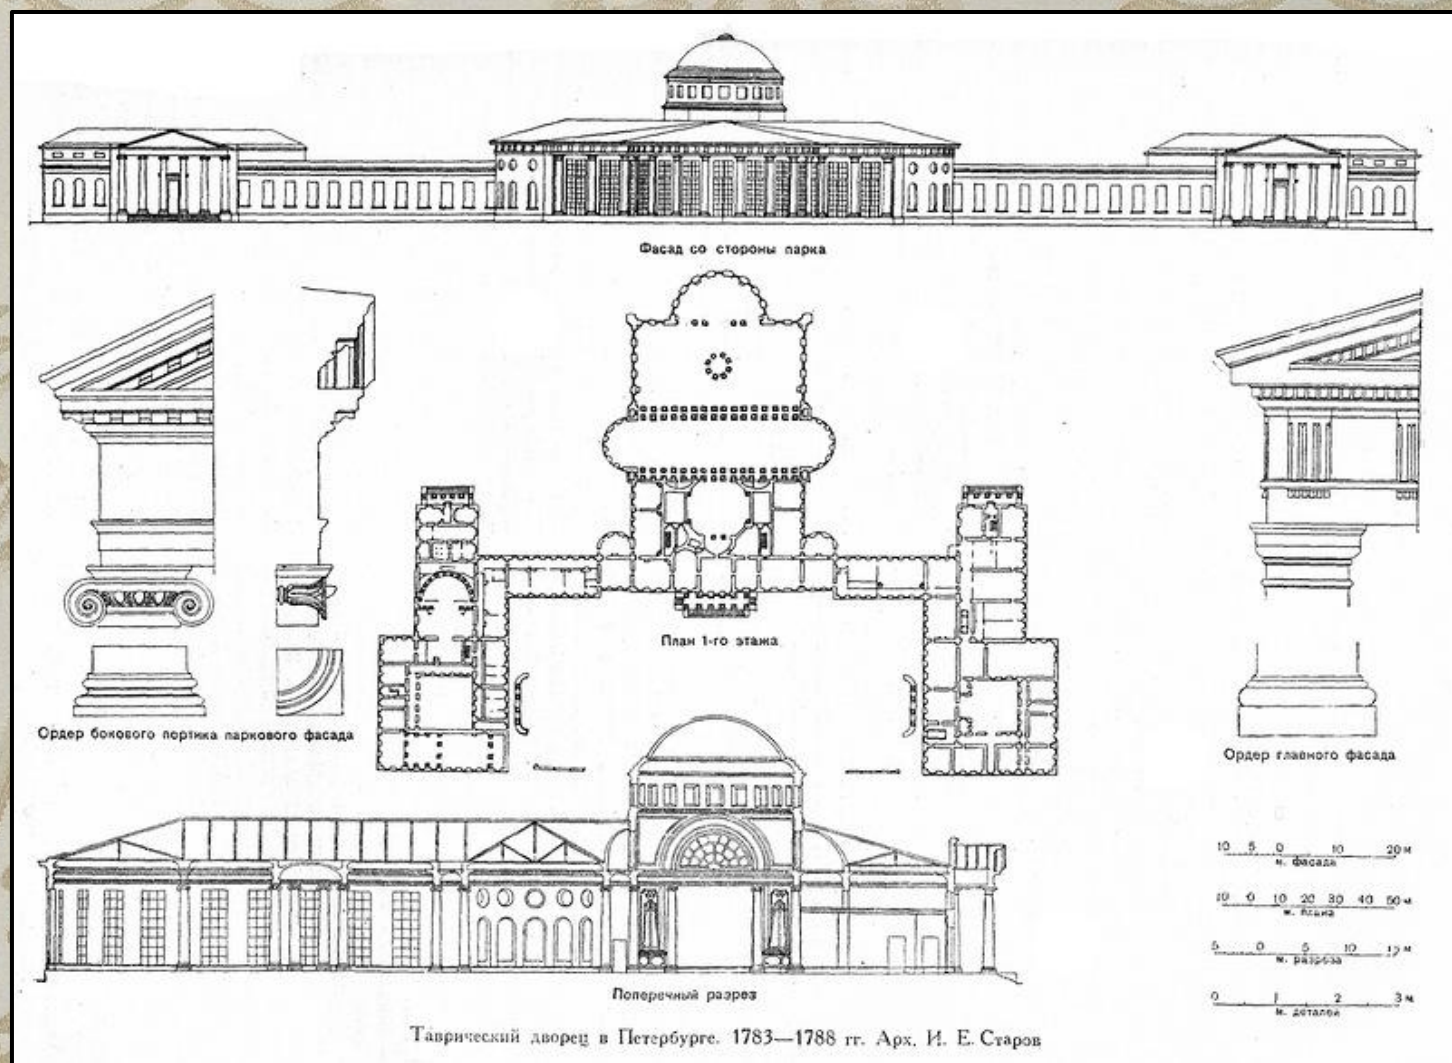 Фасад со стороны парка
План 1-го этажа
Ордер бокового портика паркового фасада
Ордер главного фасада
10 5 0 10 20 м
м. фасада
10 0 10 20 30 40 50 м
м. плана
5 0 5 10 15 м
м. разреза
0 1 2 3 м
м. деталей
Поперечный разрез
Таврический дворец в Петербурге. 1783—1788 гг. Арх. И. Е. Старов